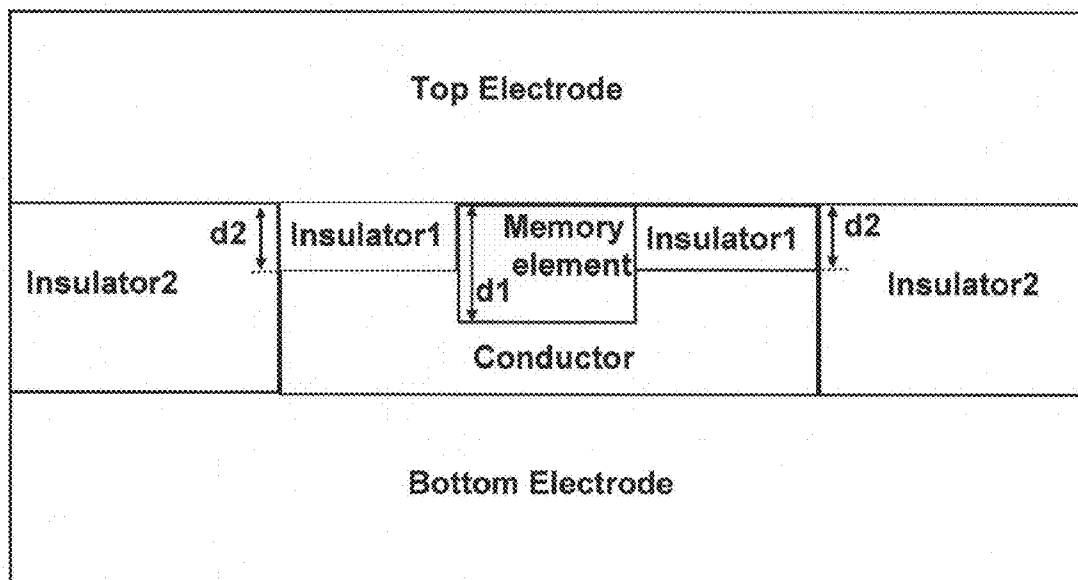 Top Electrode
d2
Insulator1
Memory
element
Insulator1
d2
Insulator2
d1
Insulator2
Conductor
Bottom Electrode